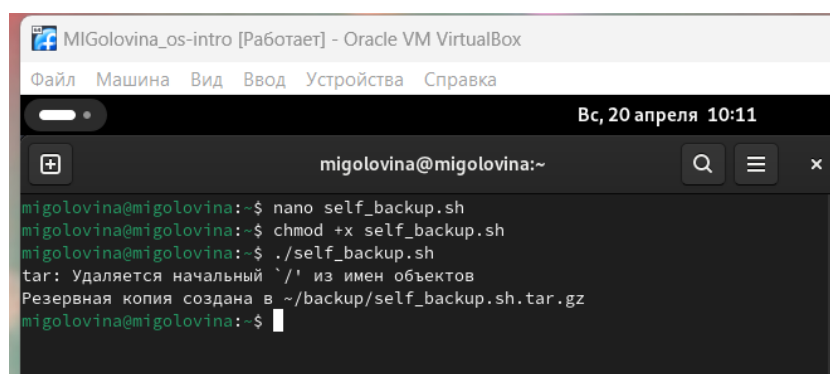 MIGolovina_os-intro [Работает] - Oracle VM VirtualBox
Файл Машина Вид Ввод Устройства Справка
Вс, 20 апреля 10:11
migolovina@migolovina:~
migolovina@migolovina:~$ nano self_backup.sh
migolovina@migolovina:~$ chmod +x self_backup.sh
migolovina@migolovina:~$ ./self_backup.sh
tar: Удаляется начальный `/' из имен объектов
Резервная копия создана в ~/backup/self_backup.sh.tar.gz
migolovina@migolovina:~$